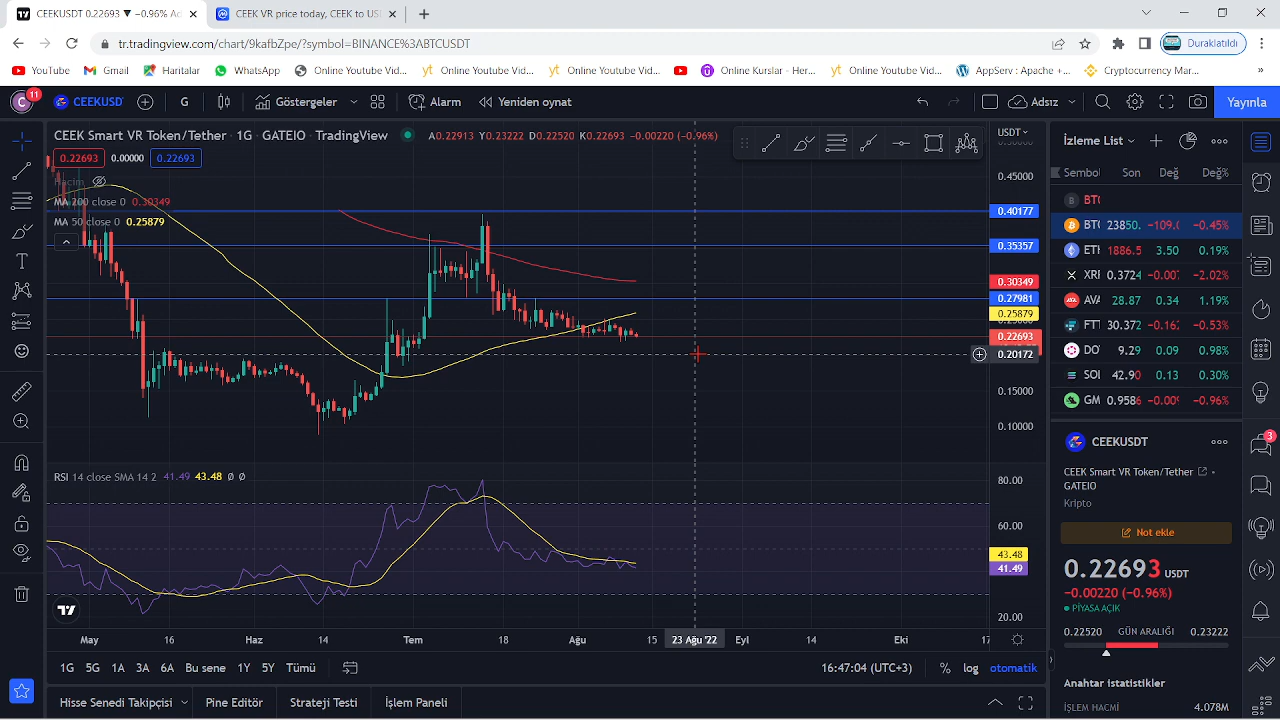 CEEKUSDT 0.22693 ▼ −0.96% Ad
CEEK VR price today, CEEK to US
tr.tradingview.com/chart/9kafbZpe/?symbol=BINANCE%3ABTCUSDT
Duraklatıldı
YouTube
Gmail
Haritalar
WhatsApp
Online Youtube Vid...
Online Youtube Vid...
Online Youtube Vid...
Online Kurslar - Her...
Online Youtube Vid...
AppServ : Apache +...
Cryptocurrency Mar...
»
C
11
CEEKUSD
G
Göstergeler
Alarm
Yeniden oynat
Adsız
Yayınla
CEEK Smart VR Token/Tether · 1G · GATEIO · TradingView
A0.22913 Y0.23222 D0.22520 K0.22693 −0.00220 (−0.96%)
0.22693
0.00000
0.22693
Hacim
MA 200 close 0 0.30349
MA 50 close 0 0.25879
USDT
0.45000
0.40177
0.35357
0.30349
0.27981
0.25879
0.22693
0.20172
0.15000
0.10000
RSI 14 close SMA 14 2 41.49 43.48 Ø Ø
80.00
60.00
43.48
41.49
20.00
May
16
Haz
14
Tem
18
Ağu
15
23 Ağu '22
Eyl
14
Eki
17
1G
5G
1A
3A
6A
Bu sene
1Y
5Y
Tümü
16:47:04 (UTC+3)
%
log
otomatik
Hisse Senedi Takipçisi
Pine Editör
Strateji Testi
İşlem Paneli
İzleme List
Sembol Son Değ Değ%
BTC
BTC 23850. −109.0 −0.45%
ETH 1886.5 3.50 0.19%
XRI 0.3724 −0.007 −2.02%
AVA 28.87 0.34 1.19%
FTT 30.372 −0.16 −0.53%
DO 9.29 0.09 0.98%
SOL 42.90 0.13 0.30%
GM 0.9586 −0.00 −0.96%
CEEKUSDT
CEEK Smart VR Token/Tether
GATEIO
Kripto
Not ekle
0.22693 USDT
−0.00220 (−0.96%)
PİYASA AÇIK
0.22520 GÜN ARALIĞI 0.23222
Anahtar istatistikler
İŞLEM HACMİ 4.078M
3